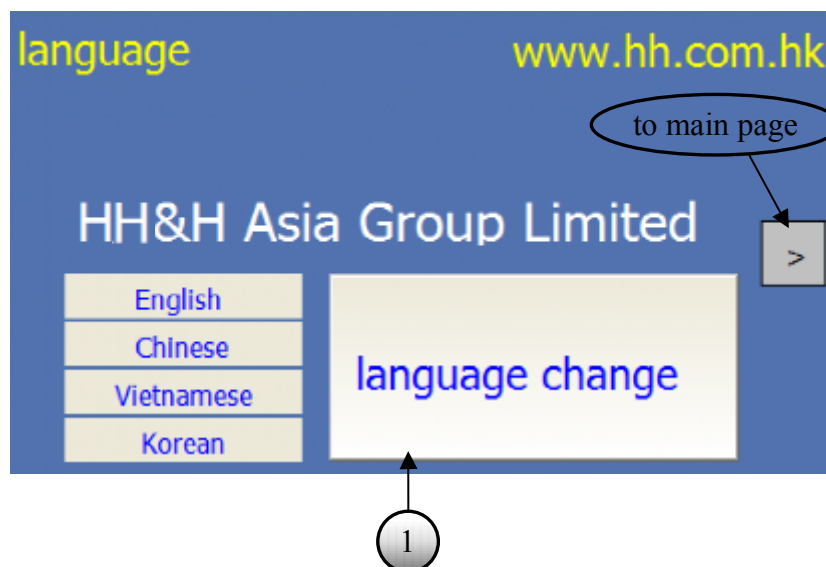 language www.hh.com.hk
to main page
HH&H Asia Group Limited
>
English
Chinese
language change
Vietnamese
Korean
1